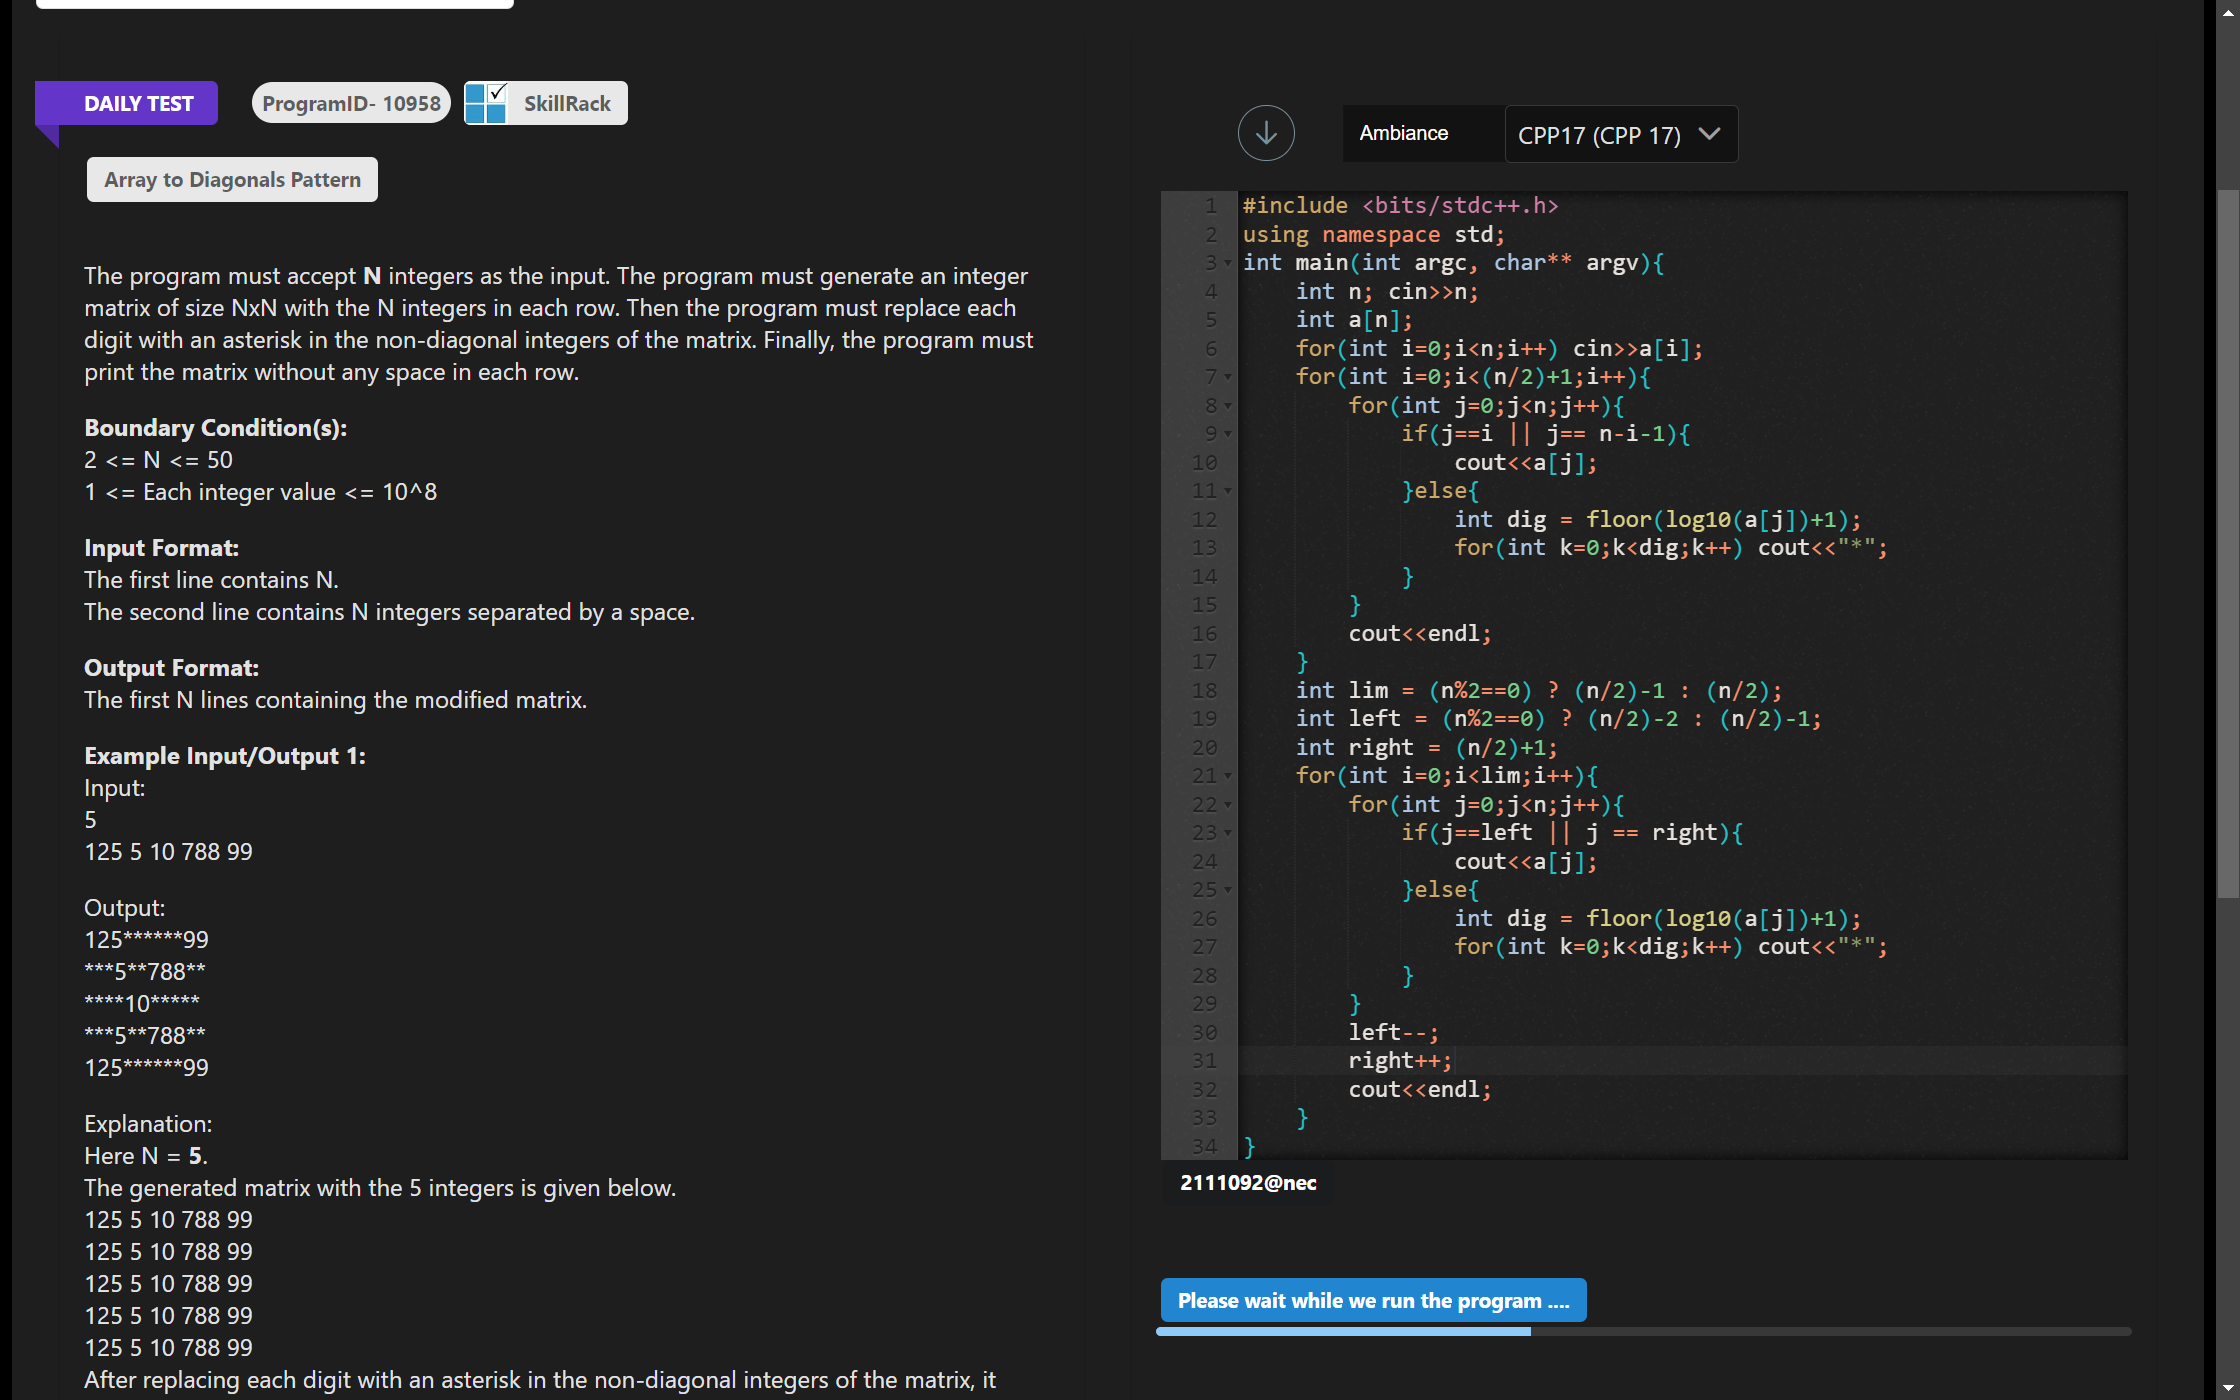 DAILY TEST
ProgramID- 10958
SkillRack
Array to Diagonals Pattern
The program must accept N integers as the input. The program must generate an integer
matrix of size NxN with the N integers in each row. Then the program must replace each
digit with an asterisk in the non-diagonal integers of the matrix. Finally, the program must
print the matrix without any space in each row.
Boundary Condition(s):
2 <= N <= 50
1 <= Each integer value <= 10^8
Input Format:
The first line contains N.
The second line contains N integers separated by a space.
Output Format:
The first N lines containing the modified matrix.
Example Input/Output 1:
Input:
5
125 5 10 788 99
Output:
125******99
***5**788**
****10*****
***5**788**
125******99
Explanation:
Here N = 5.
The generated matrix with the 5 integers is given below.
125 5 10 788 99
125 5 10 788 99
125 5 10 788 99
125 5 10 788 99
125 5 10 788 99
After replacing each digit with an asterisk in the non-diagonal integers of the matrix, it
Ambiance
CPP17 (CPP 17)
1 #include <bits/stdc++.h>
2 using namespace std;
3 int main(int argc, char** argv){
4     int n; cin>>n;
5     int a[n];
6     for(int i=0;i<n;i++) cin>>a[i];
7     for(int i=0;i<(n/2)+1;i++){
8         for(int j=0;j<n;j++){
9             if(j==i || j== n-i-1){
10                 cout<<a[j];
11             }else{
12                 int dig = floor(log10(a[j])+1);
13                 for(int k=0;k<dig;k++) cout<<"*";
14             }
15         }
16         cout<<endl;
17     }
18     int lim = (n%2==0) ? (n/2)-1 : (n/2);
19     int left = (n%2==0) ? (n/2)-2 : (n/2)-1;
20     int right = (n/2)+1;
21     for(int i=0;i<lim;i++){
22         for(int j=0;j<n;j++){
23             if(j==left || j == right){
24                 cout<<a[j];
25             }else{
26                 int dig = floor(log10(a[j])+1);
27                 for(int k=0;k<dig;k++) cout<<"*";
28             }
29         }
30         left--;
31         right++;
32         cout<<endl;
33     }
34 }
2111092@nec
Please wait while we run the program ....